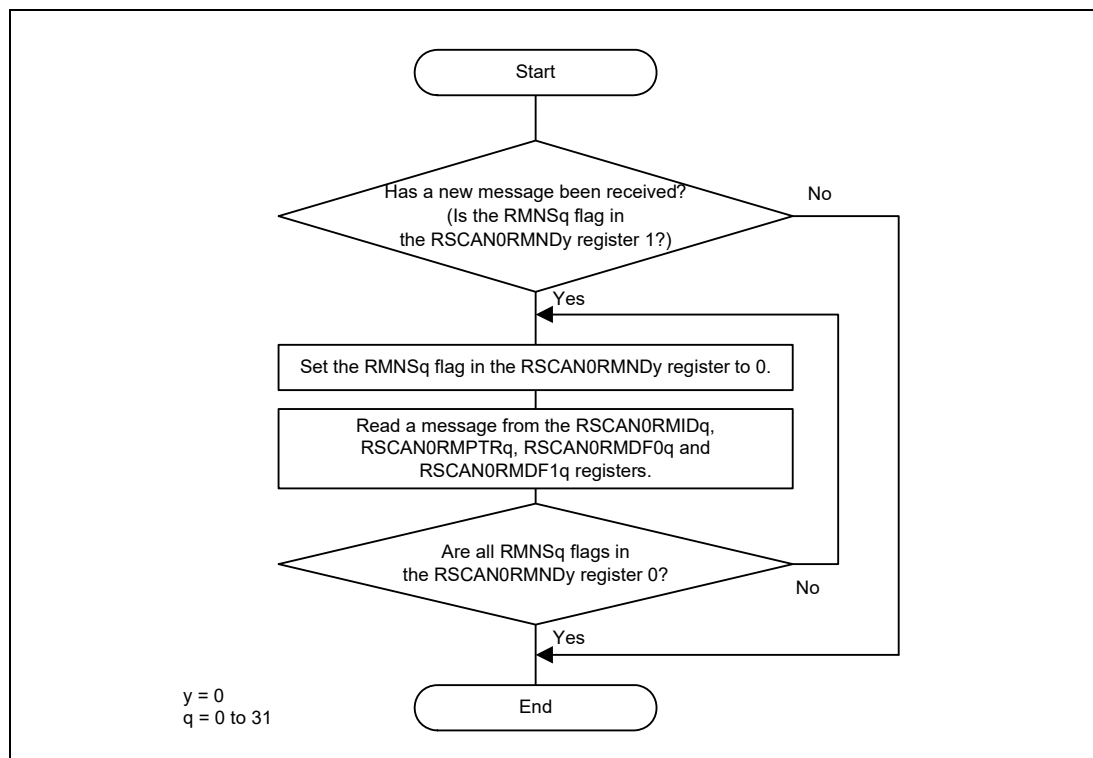 Start
Has a new message been received?
(Is the RMNSq flag in
the RSCAN0RMNDy register 1?)
No
Yes
Set the RMNSq flag in the RSCAN0RMNDy register to 0.
Read a message from the RSCAN0RMIDq,
RSCAN0RMPTRq, RSCAN0RMDF0q and
RSCAN0RMDF1q registers.
Are all RMNSq flags in
the RSCAN0RMNDy register 0?
No
Yes
End
y = 0
q = 0 to 31